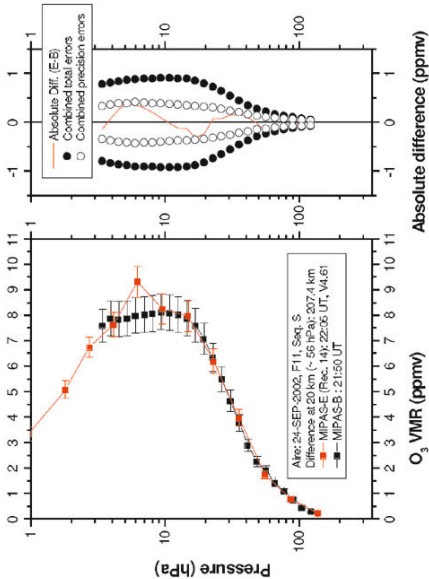 Pressure (hPa)
1
10
100
0 1 2 3 4 5 6 7 8 9 10 11
O3 VMR (ppmv)
Aire: 24-SEP-2002, F11, Seq. S
Difference at 20 km (~ 56 hPa): 207.4 km
MIPAS-E (Rec. 14): 22:05 UT, V4.61
MIPAS-B : 21:50 UT
1
10
100
-1 0 1
Absolute difference (ppmv)
Absolute Diff. (E-B)
Combined total errors
Combined precision errors